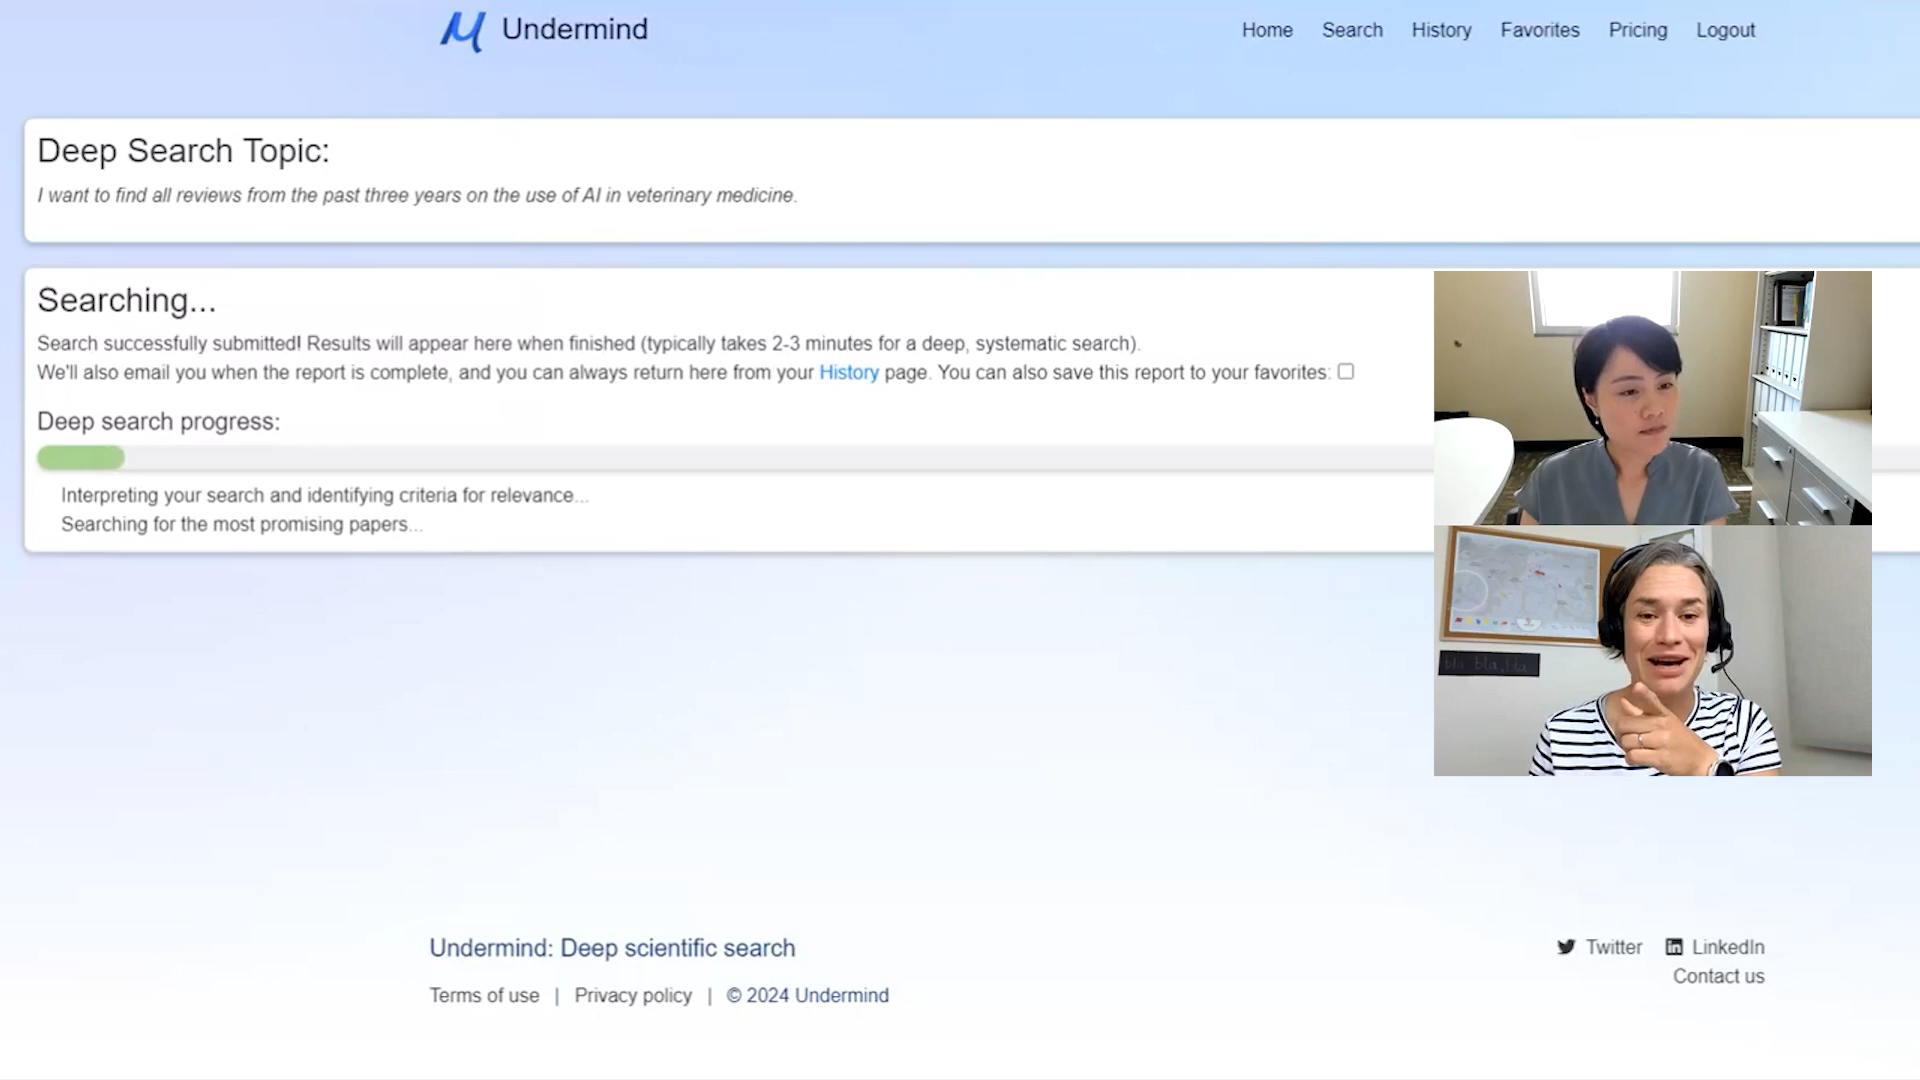 Undermind
Home Search History Favorites Pricing Logout
Deep Search Topic:
I want to find all reviews from the past three years on the use of AI in veterinary medicine.
Searching...
Search successfully submitted! Results will appear here when finished (typically takes 2-3 minutes for a deep, systematic search).
We'll also email you when the report is complete, and you can always return here from your History page. You can also save this report to your favorites:
Deep search progress:
Interpreting your search and identifying criteria for relevance...
Searching for the most promising papers...
bla, bla, bla
Undermind: Deep scientific search
Twitter LinkedIn
Contact us
Terms of use | Privacy policy | © 2024 Undermind